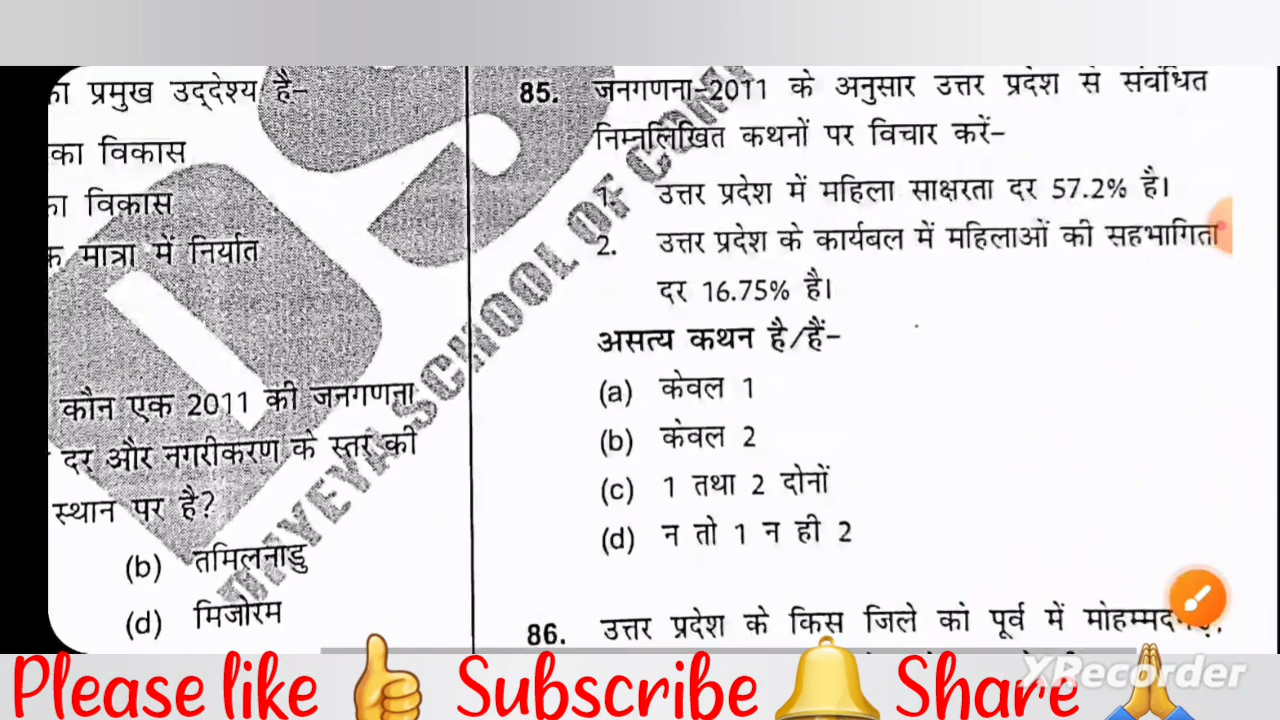 का प्रमुख उद्देश्य है–
का विकास
का विकास
क मात्रा में निर्यात
कौन एक 2011 की जनगणना
दर और नगरीकरण के स्तर की
स्थान पर है?
(b) तमिलनाडु
(d) मिजोरम
85. जनगणना-2011 के अनुसार उत्तर प्रदेश से संबंधित
निम्नलिखित कथनों पर विचार करें–
1. उत्तर प्रदेश में महिला साक्षरता दर 57.2% है।
2. उत्तर प्रदेश के कार्यबल में महिलाओं की सहभागिता
दर 16.75% है।
असत्य कथन है/हैं–
(a) केवल 1
(b) केवल 2
(c) 1 तथा 2 दोनों
(d) न तो 1 न ही 2
86. उत्तर प्रदेश के किस जिले को पूर्व में
DHYEYA SCHOOL OF
Please like Subscribe Share
XRecorder